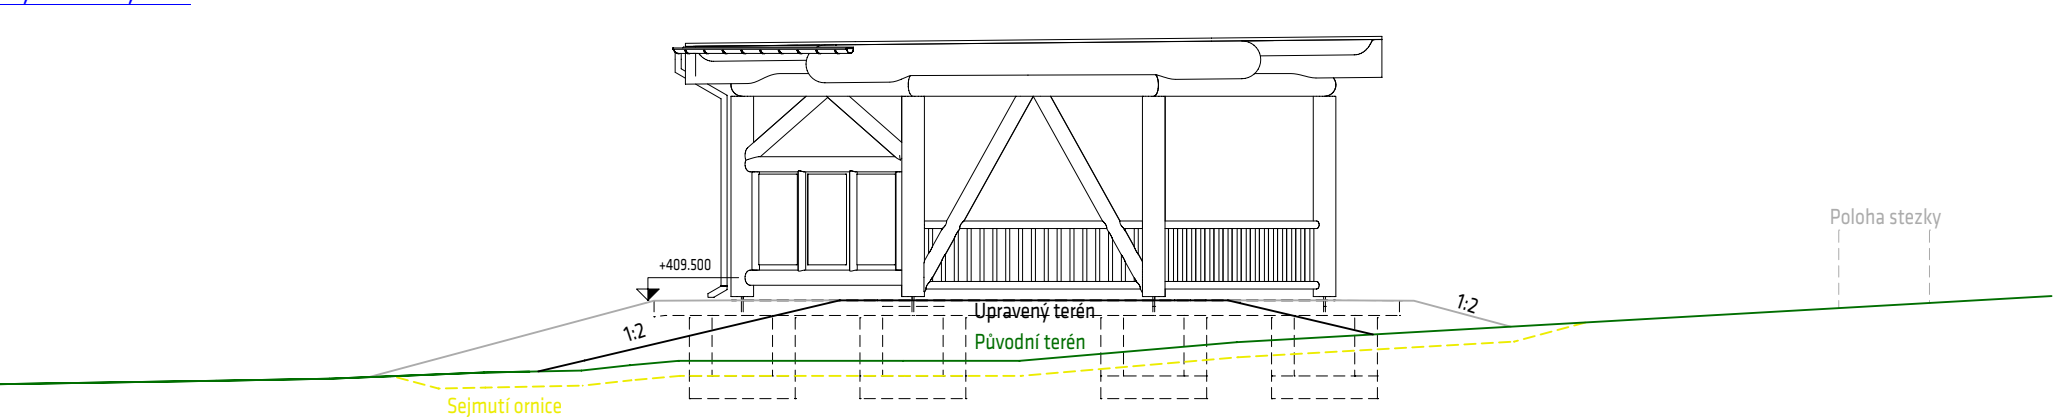 Poloha stezky
+409.500
1:2
Upravený terén
1:2
Původní terén
Sejmutí ornice